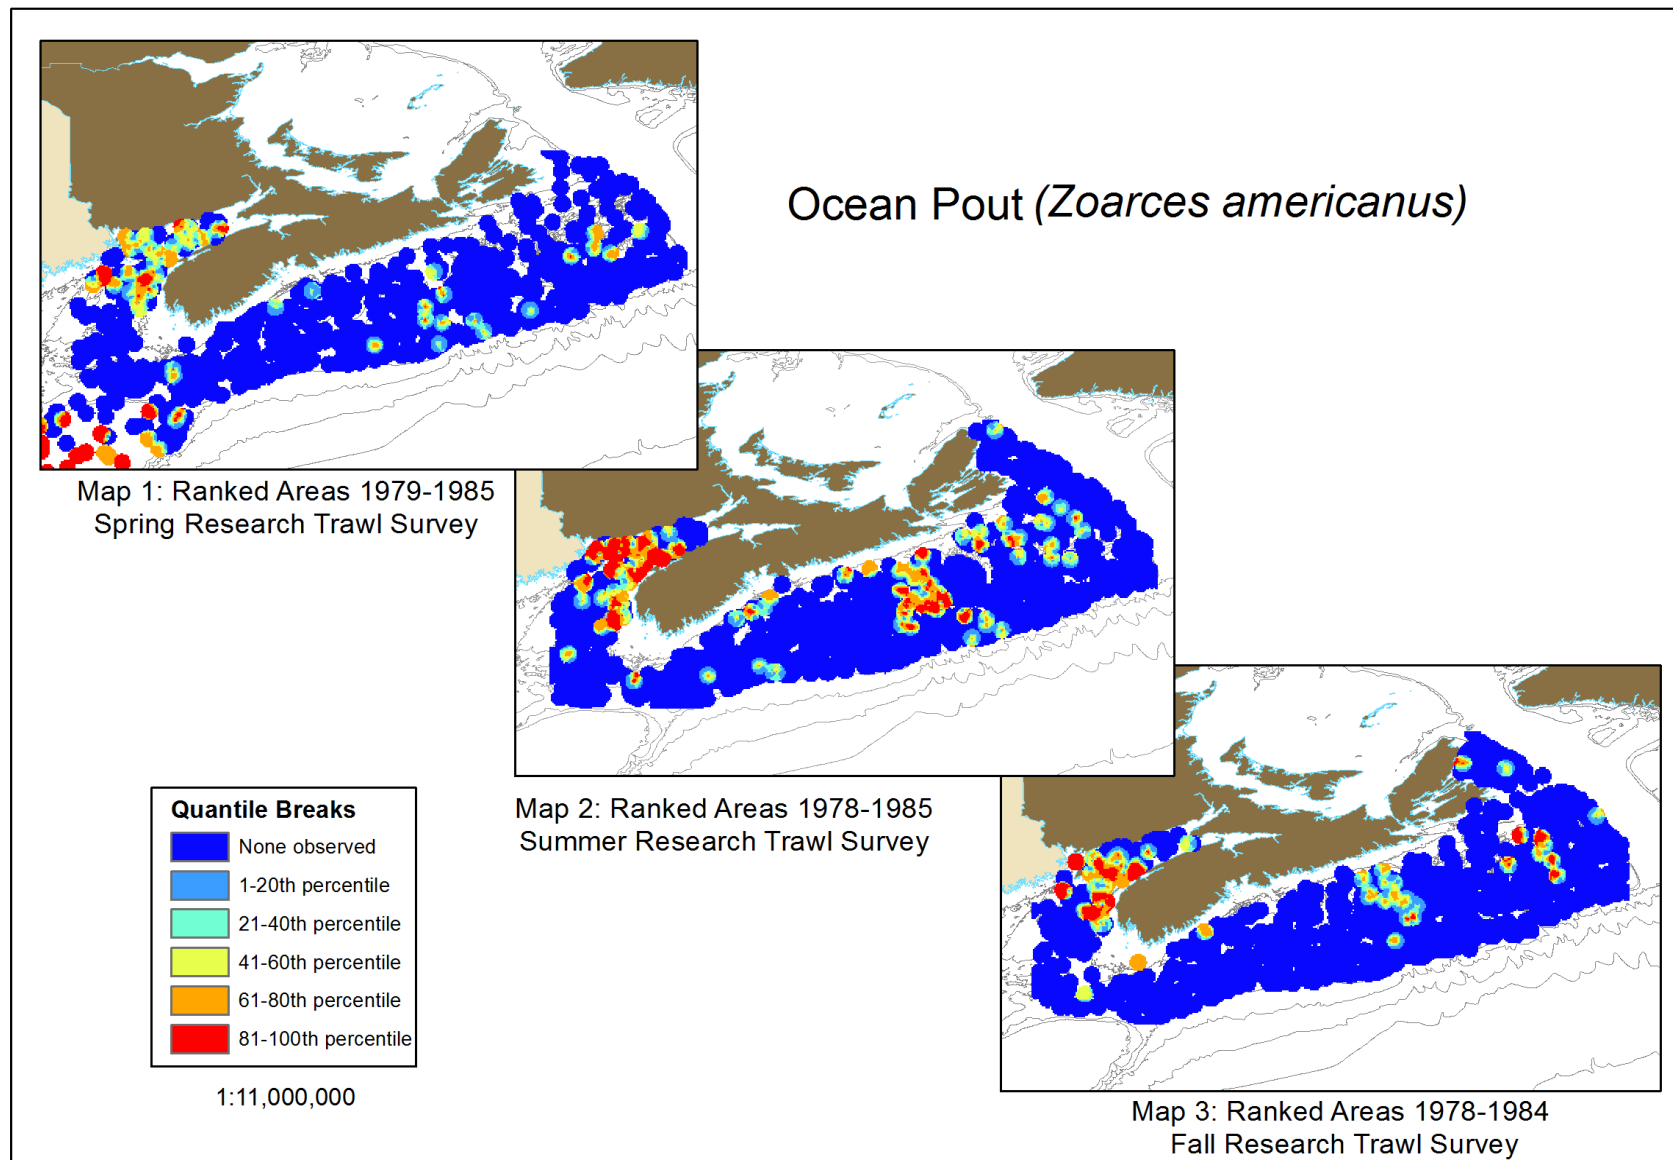 Ocean Pout (Zoarces americanus)
Map 1: Ranked Areas 1979-1985
Spring Research Trawl Survey
Map 2: Ranked Areas 1978-1985
Summer Research Trawl Survey
Quantile Breaks
None observed
1-20th percentile
21-40th percentile
41-60th percentile
61-80th percentile
81-100th percentile
1:11,000,000
Map 3: Ranked Areas 1978-1984
Fall Research Trawl Survey